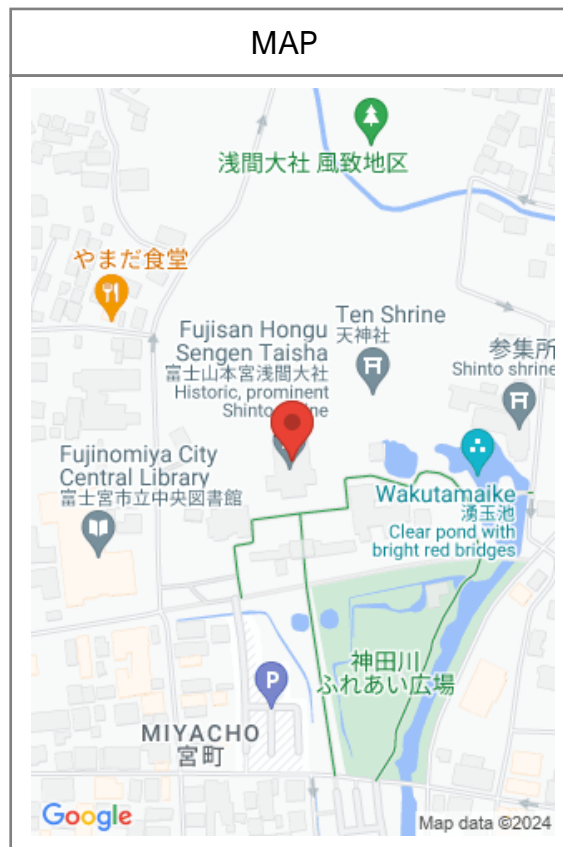 MAP
浅間大社 風致地区
やまだ食堂
Ten Shrine
天神社
Fujisan Hongu
Sengen Taisha
富士山本宮浅間大社
Historic, prominent
Shinto shrine
参集所
Shinto shrine
Fujinomiya City
Central Library
富士宮市立中央図書館
Wakutamaike
湧玉池
Clear pond with
bright red bridges
神田川
ふれあい広場
P
MIYACHO
宮町
Google
Map data ©2024